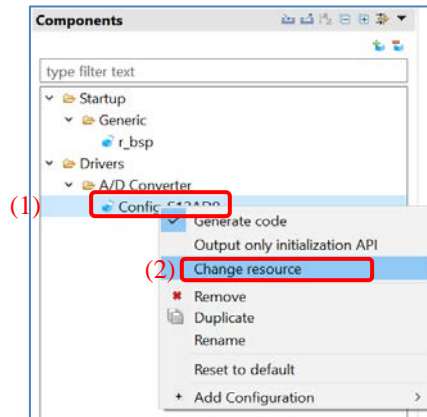 Components
type filter text
Startup
Generic
r_bsp
Drivers
A/D Converter
(1) Config_S12AD0
Generate code
Output only initialization API
(2) Change resource
Remove
Duplicate
Rename
Reset to default
Add Configuration